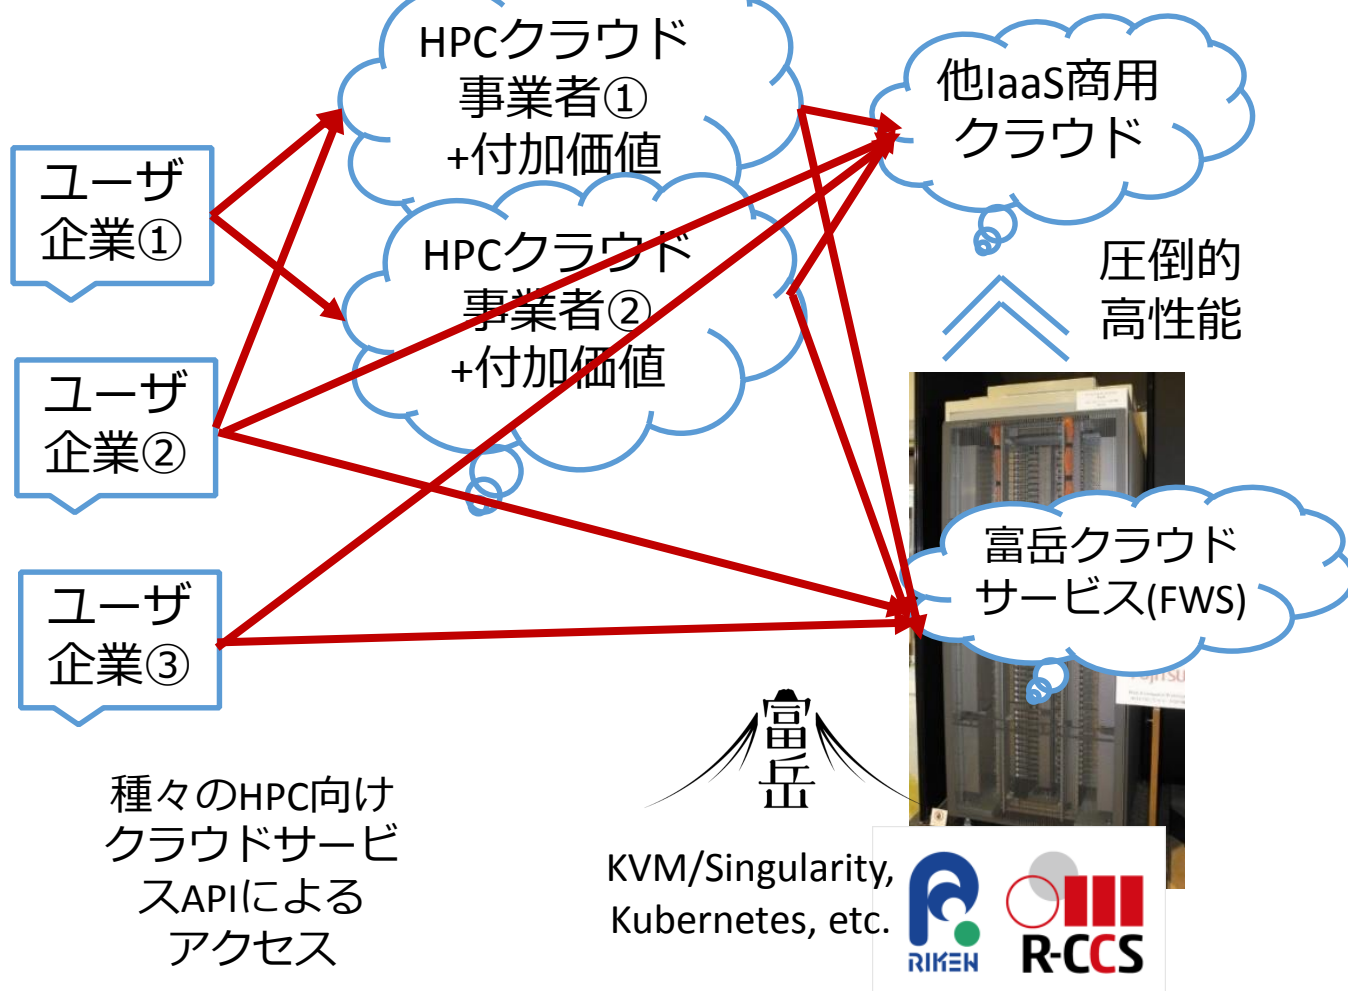 HPCクラウド
事業者①
+付加価値
他IaaS商用
クラウド
ユーザ
企業①
HPCクラウド
事業者②
+付加価値
圧倒的
高性能
ユーザ
企業②
富岳クラウド
サービス(FWS)
ユーザ
企業③
FUJITSU
富
岳
種々のHPC向け
クラウドサービ
スAPIによる
アクセス
KVM/Singularity,
Kubernetes, etc.
RIKEN
R-CCS